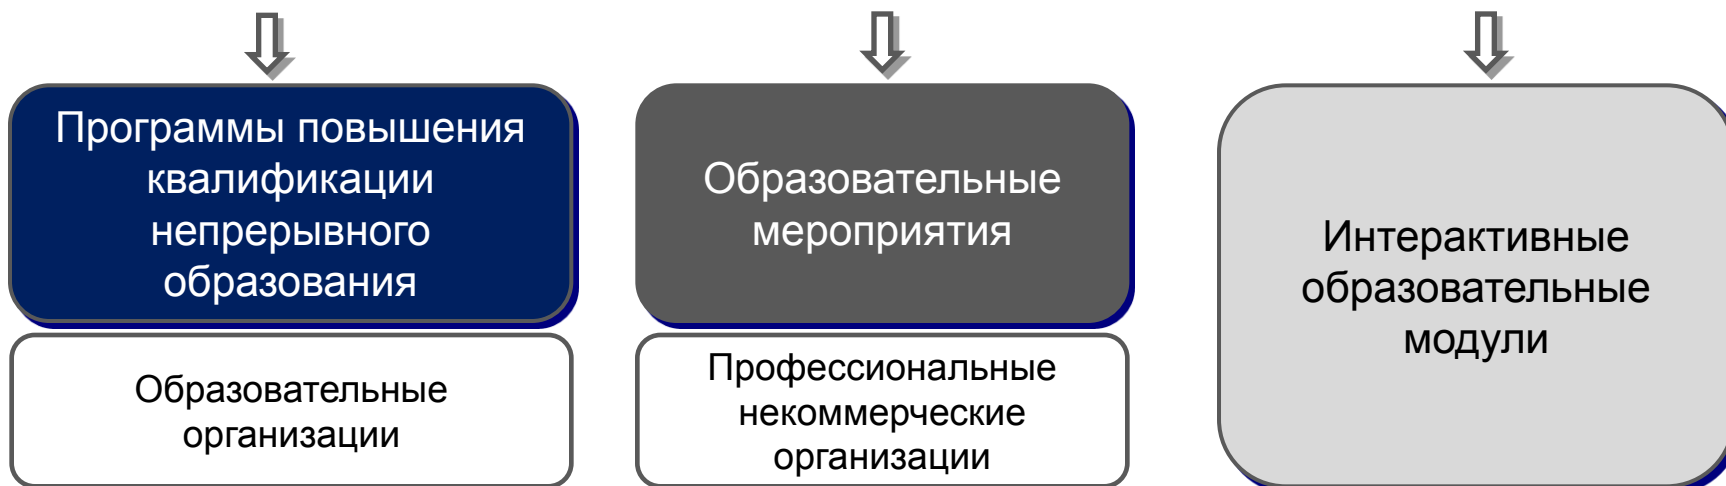 Программы повышения
квалификации
непрерывного
образования
Образовательные
организации
Образовательные
мероприятия
Профессиональные
некоммерческие
организации
Интерактивные
образовательные
модули